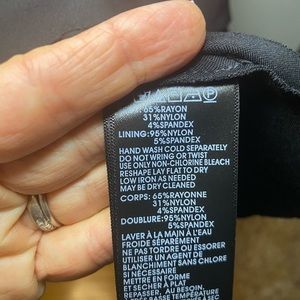 65%RAYON
31%NYLON
4%SPANDEX
LINING: 95%NYLON
5%SPANDEX
HAND WASH COLD SEPARATELY
DO NOT WRING OR TWIST
USE ONLY NON-CHLORINE BLEACH
RESHAPE LAY FLAT TO DRY
LOW IRON AS NEEDED
MAY BE DRY CLEANED
CORPS: 65%RAYONNE
31%NYLON
4%SPANDEX
DOUBLURE: 95%NYLON
5%SPANDEX
LAVER À LA MAIN À L'EAU
FROIDE SÉPARÉMENT
NE PAS TORDRE OU ESSORER
UTILISER UN AGENT DE
BLANCHIMENT SANS CHLORE
SI NÉCESSAIRE
METTRE EN FORME
ET SÉCHER
REPASSER, AU BESOIN,